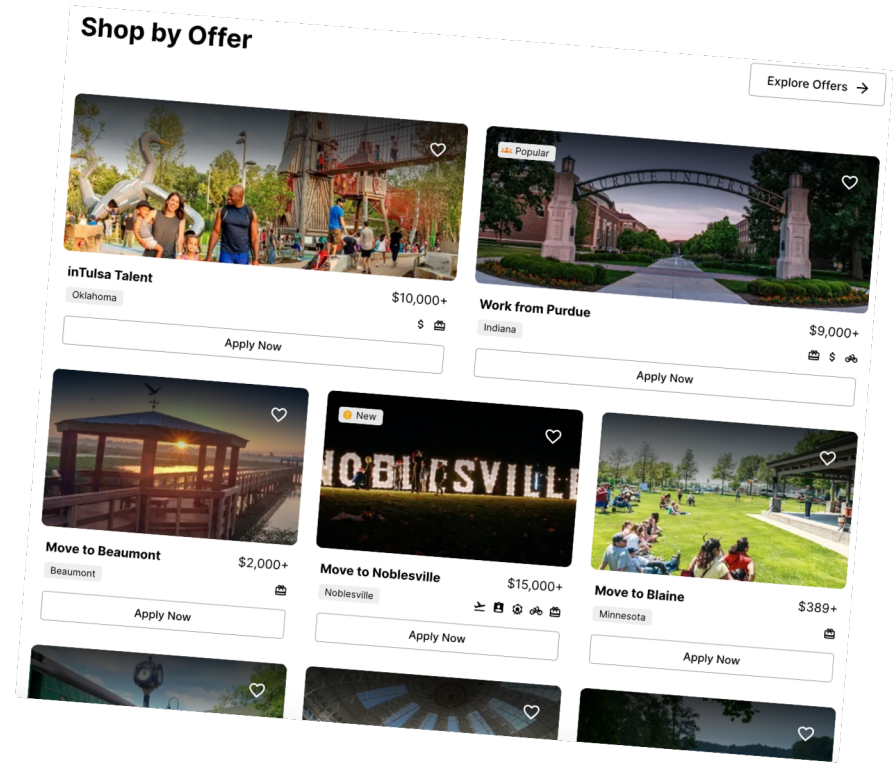 Shop by Offer
Explore Offers
inTulsa Talent
Oklahoma
$10,000+
Apply Now
Popular
PURDUE UNIVERSITY
Work from Purdue
Indiana
$9,000+
Apply Now
Move to Beaumont
Beaumont
$2,000+
Apply Now
New
NOBLESVILLE
Move to Noblesville
Noblesville
$15,000+
Apply Now
Move to Blaine
Minnesota
$389+
Apply Now